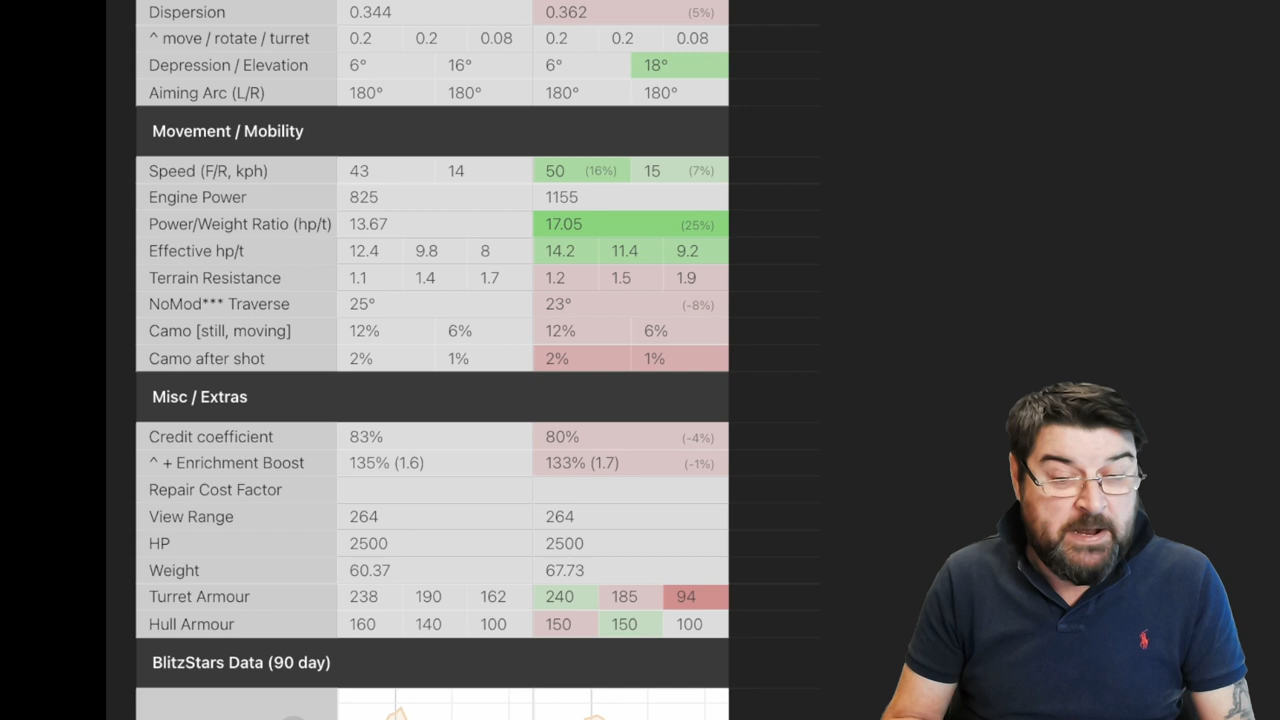 Dispersion 0.344 0.362 (5%)
^ move / rotate / turret 0.2 0.2 0.08 0.2 0.2 0.08
Depression / Elevation 6° 16° 6° 18°
Aiming Arc (L/R) 180° 180° 180° 180°
Movement / Mobility
Speed (F/R, kph) 43 14 50 (16%) 15 (7%)
Engine Power 825 1155
Power/Weight Ratio (hp/t) 13.67 17.05 (25%)
Effective hp/t 12.4 9.8 8 14.2 11.4 9.2
Terrain Resistance 1.1 1.4 1.7 1.2 1.5 1.9
NoMod*** Traverse 25° 23° (-8%)
Camo [still, moving] 12% 6% 12% 6%
Camo after shot 2% 1% 2% 1%
Misc / Extras
Credit coefficient 83% 80% (-4%)
^ + Enrichment Boost 135% (1.6) 133% (1.7) (-1%)
Repair Cost Factor
View Range 264 264
HP 2500 2500
Weight 60.37 67.73
Turret Armour 238 190 162 240 185 94
Hull Armour 160 140 100 150 150 100
BlitzStars Data (90 day)